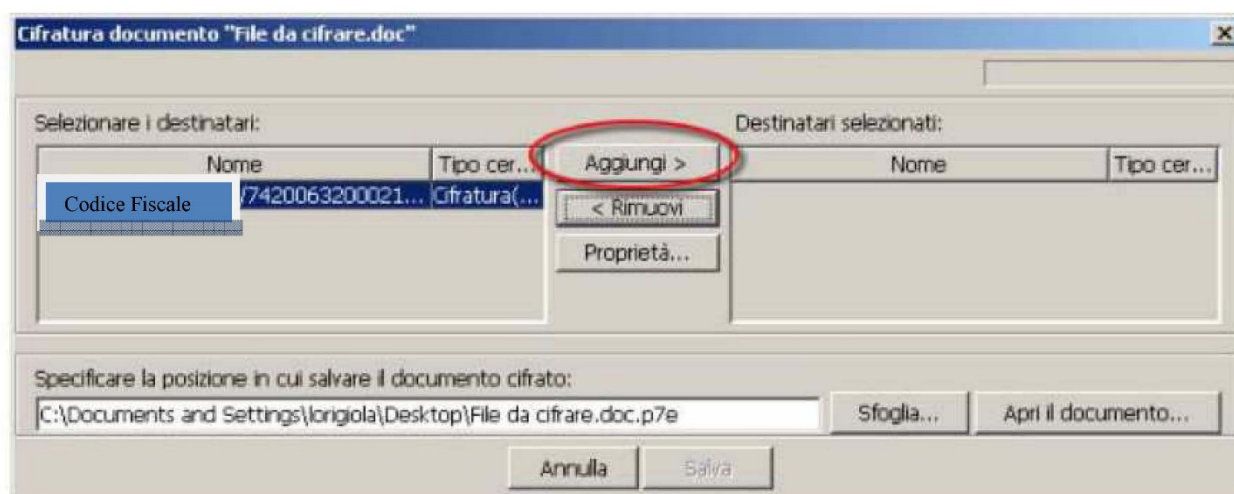 Cifratura documento "File da cifrare.doc"
Selezionare i destinatari:
Destinatari selezionati:
Nome
Tipo cer...
Aggiungi >
Nome
Tipo cer...
Codice Fiscale
/7420063200021...
Cifratura(...
< Rimuovi
Proprietà...
Specificare la posizione in cui salvare il documento cifrato:
C:\Documents and Settings\lorigiola\Desktop\File da cifrare.doc.p7e
Sfoglia...
Apri il documento...
Annulla
Salva